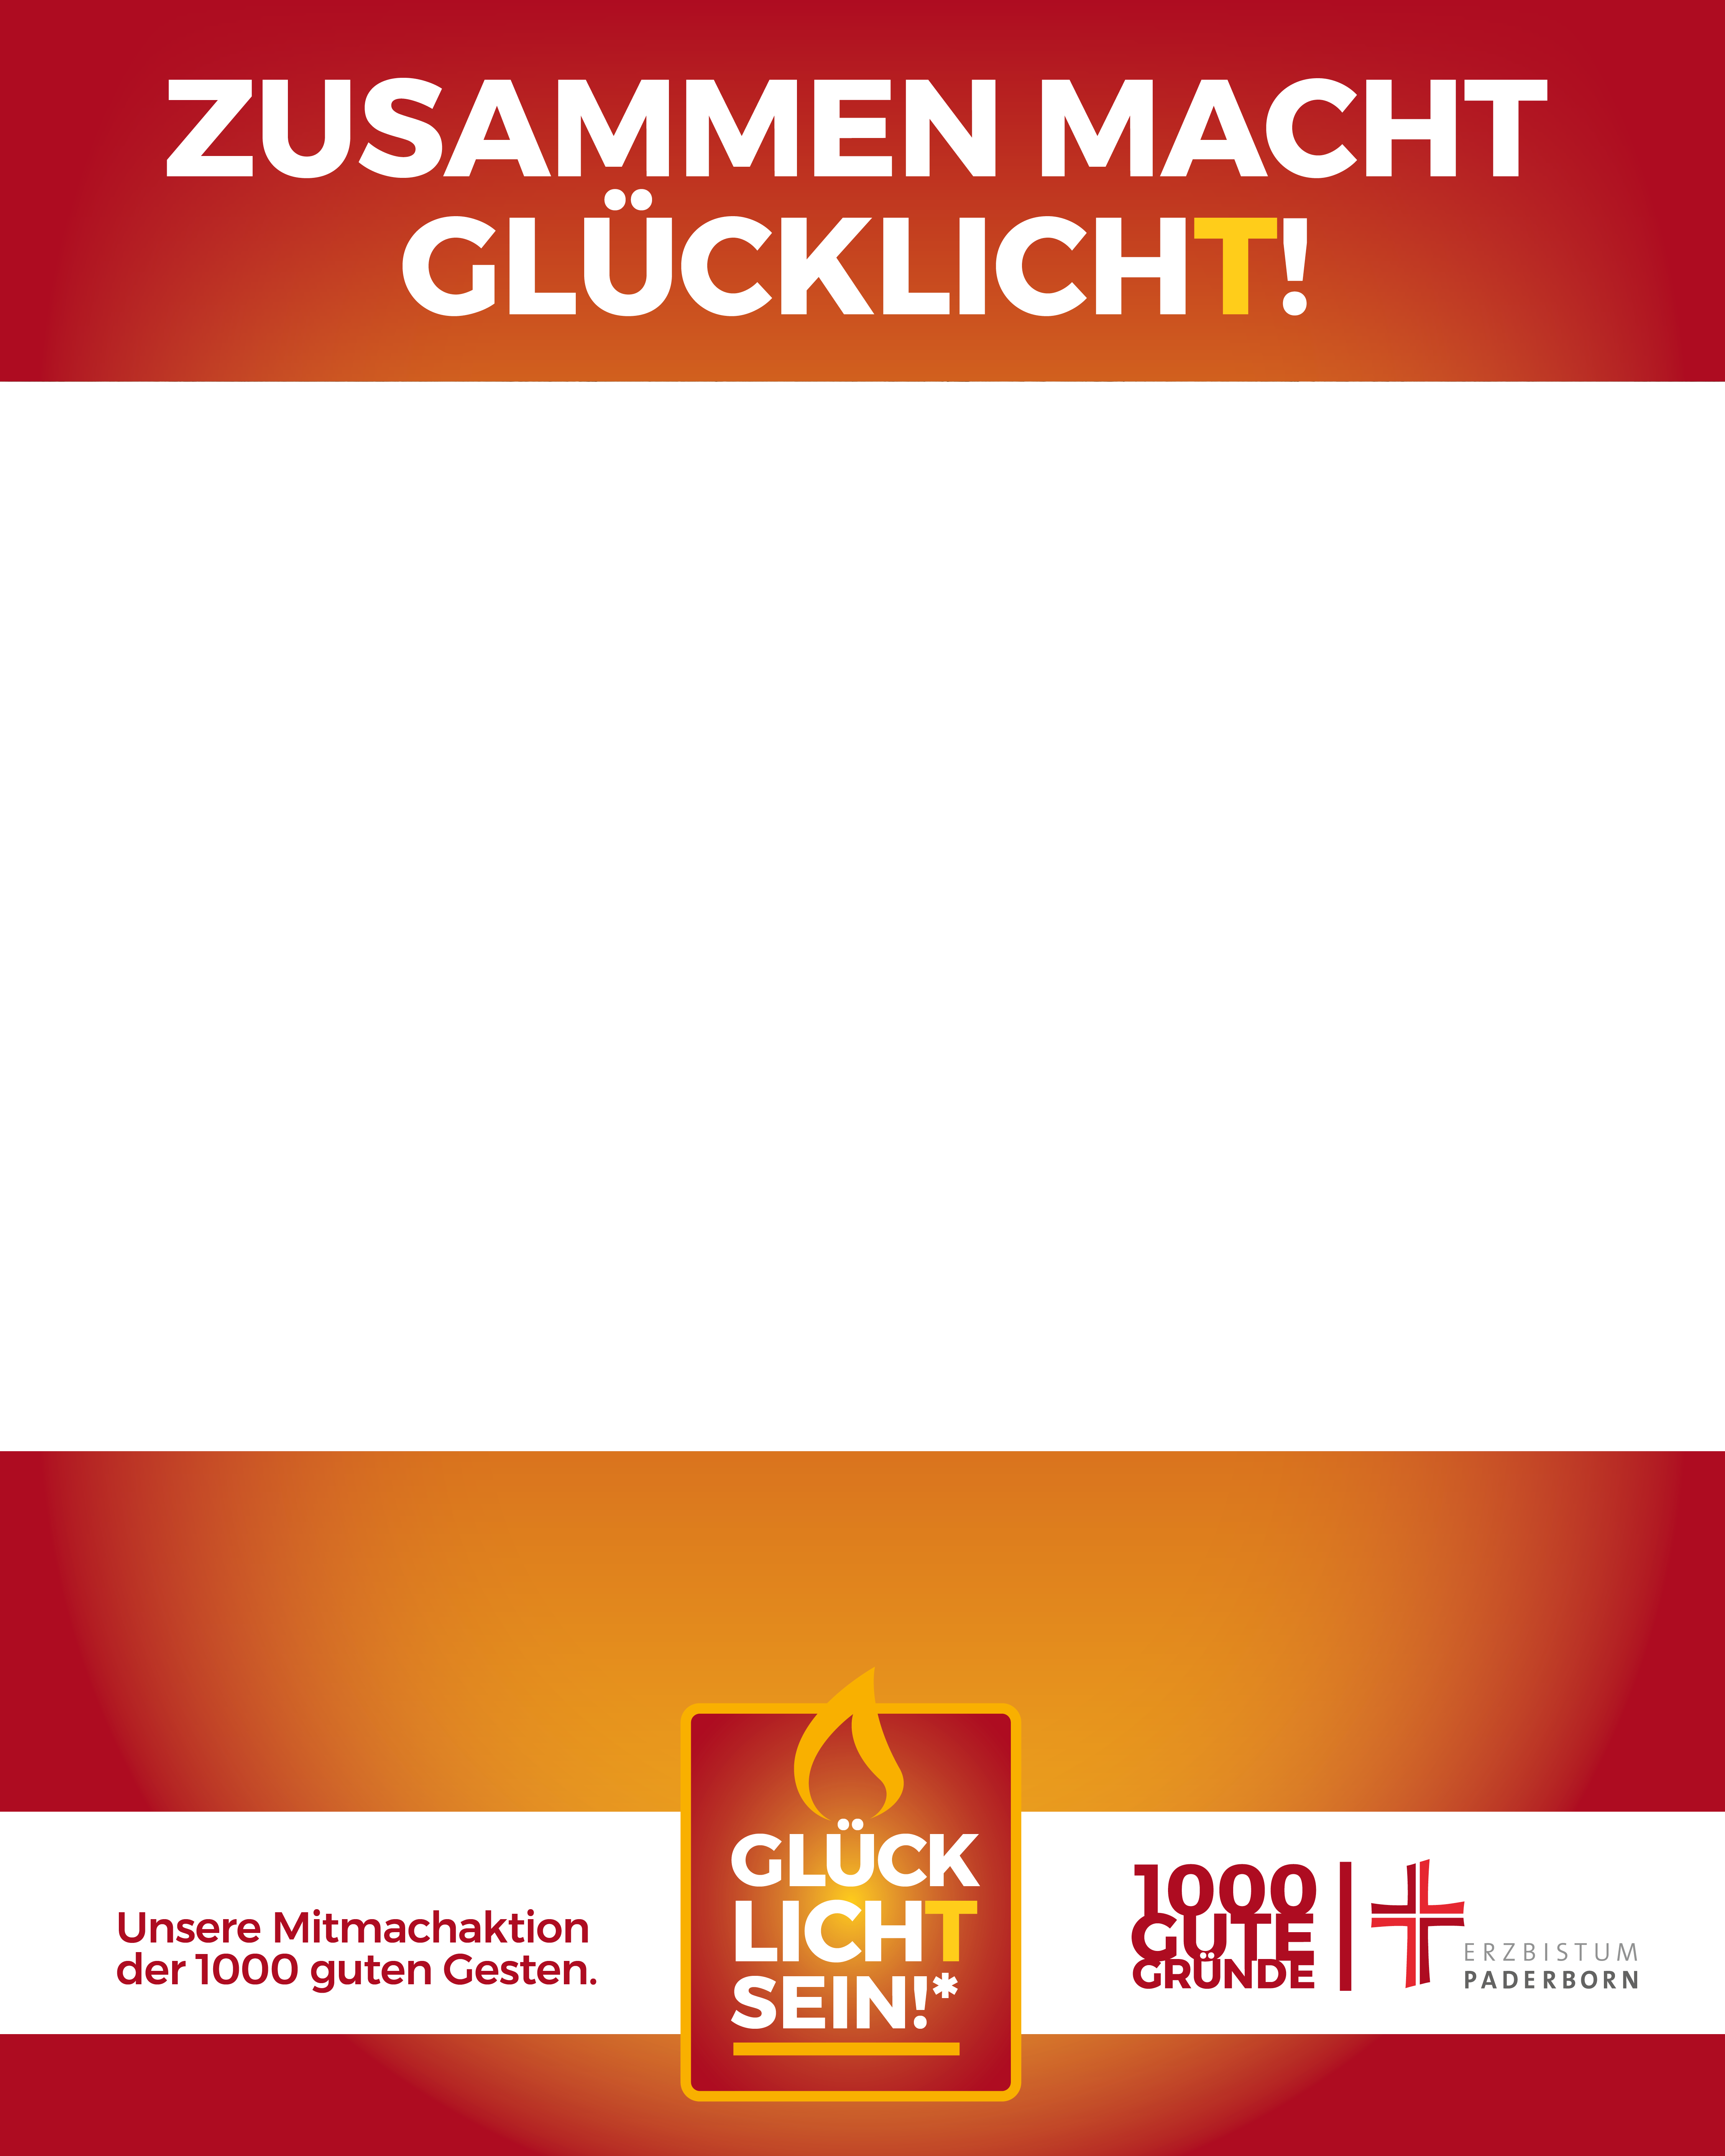 ZUSAMMEN MACHT
GLÜCKLICHT!
Unsere Mitmachaktion
der 1000 guten Gesten.
GLÜCK
LICHT
SEIN!*
1000
GUTE
GRÜNDE
ERZBISTUM
PADERBORN